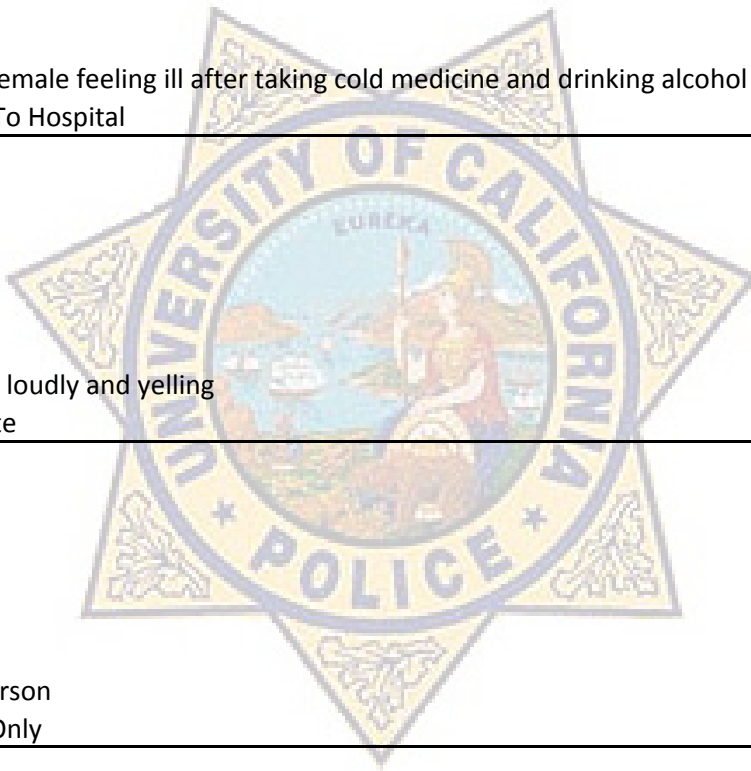 emale feeling ill after taking cold medicine and drinking alcohol
To Hospital
UNIVERSITY OF CALIFORNIA
EUREKA
loudly and yelling
te
POLICE
rson
Only